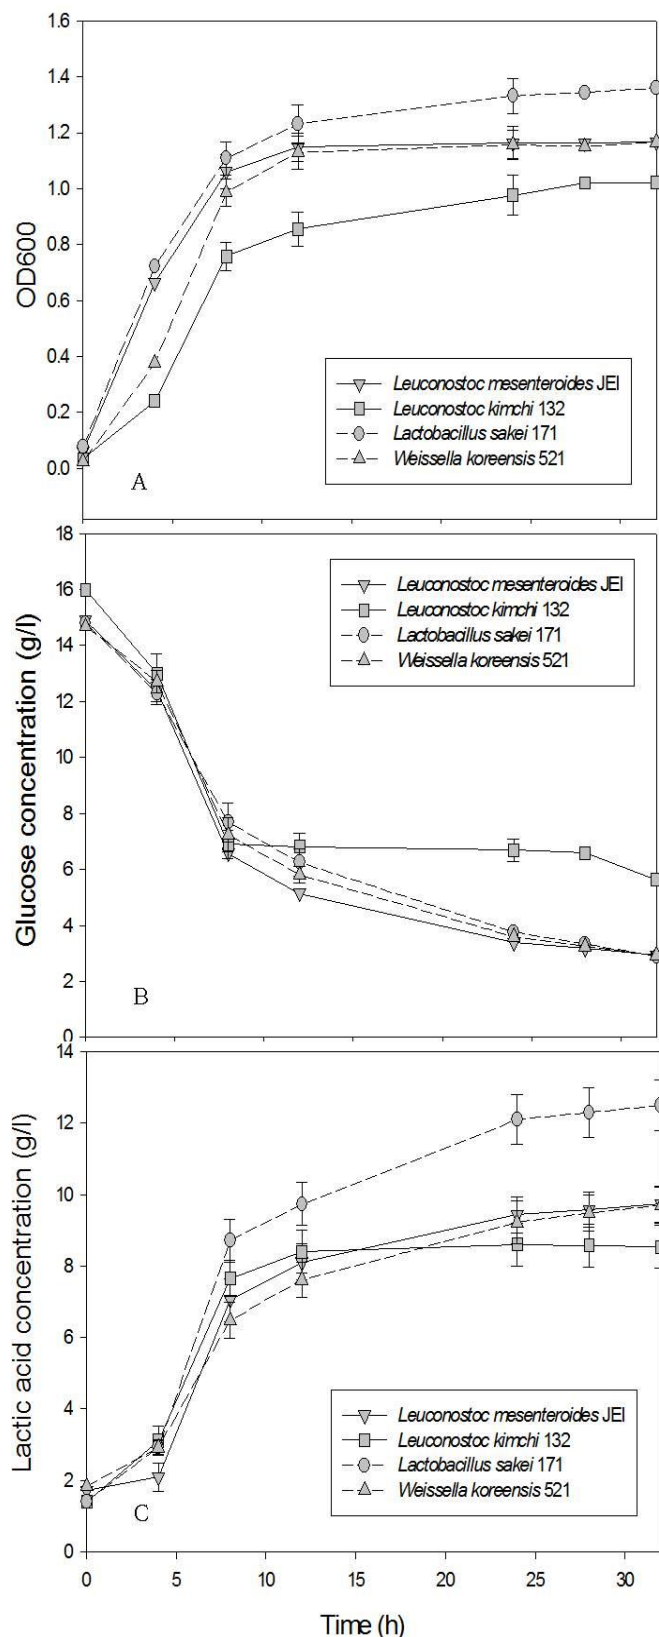 1.6
1.4
1.2
1.0
0.8
0.6
0.4
0.2
0.0
OD600
Leuconostoc mesenteroides JEI
Leuconostoc kimchi 132
Lactobacillus sakei 171
Weissella koreensis 521
A
18
16
14
12
10
8
6
4
2
0
Glucose concentration (g/l)
Leuconostoc mesenteroides JEI
Leuconostoc kimchi 132
Lactobacillus sakei 171
Weissella koreensis 521
B
14
12
10
8
6
4
2
0
Lactic acid concentration (g/l)
Leuconostoc mesenteroides JEI
Leuconostoc kimchi 132
Lactobacillus sakei 171
Weissella koreensis 521
C
0 5 10 15 20 25 30
Time (h)